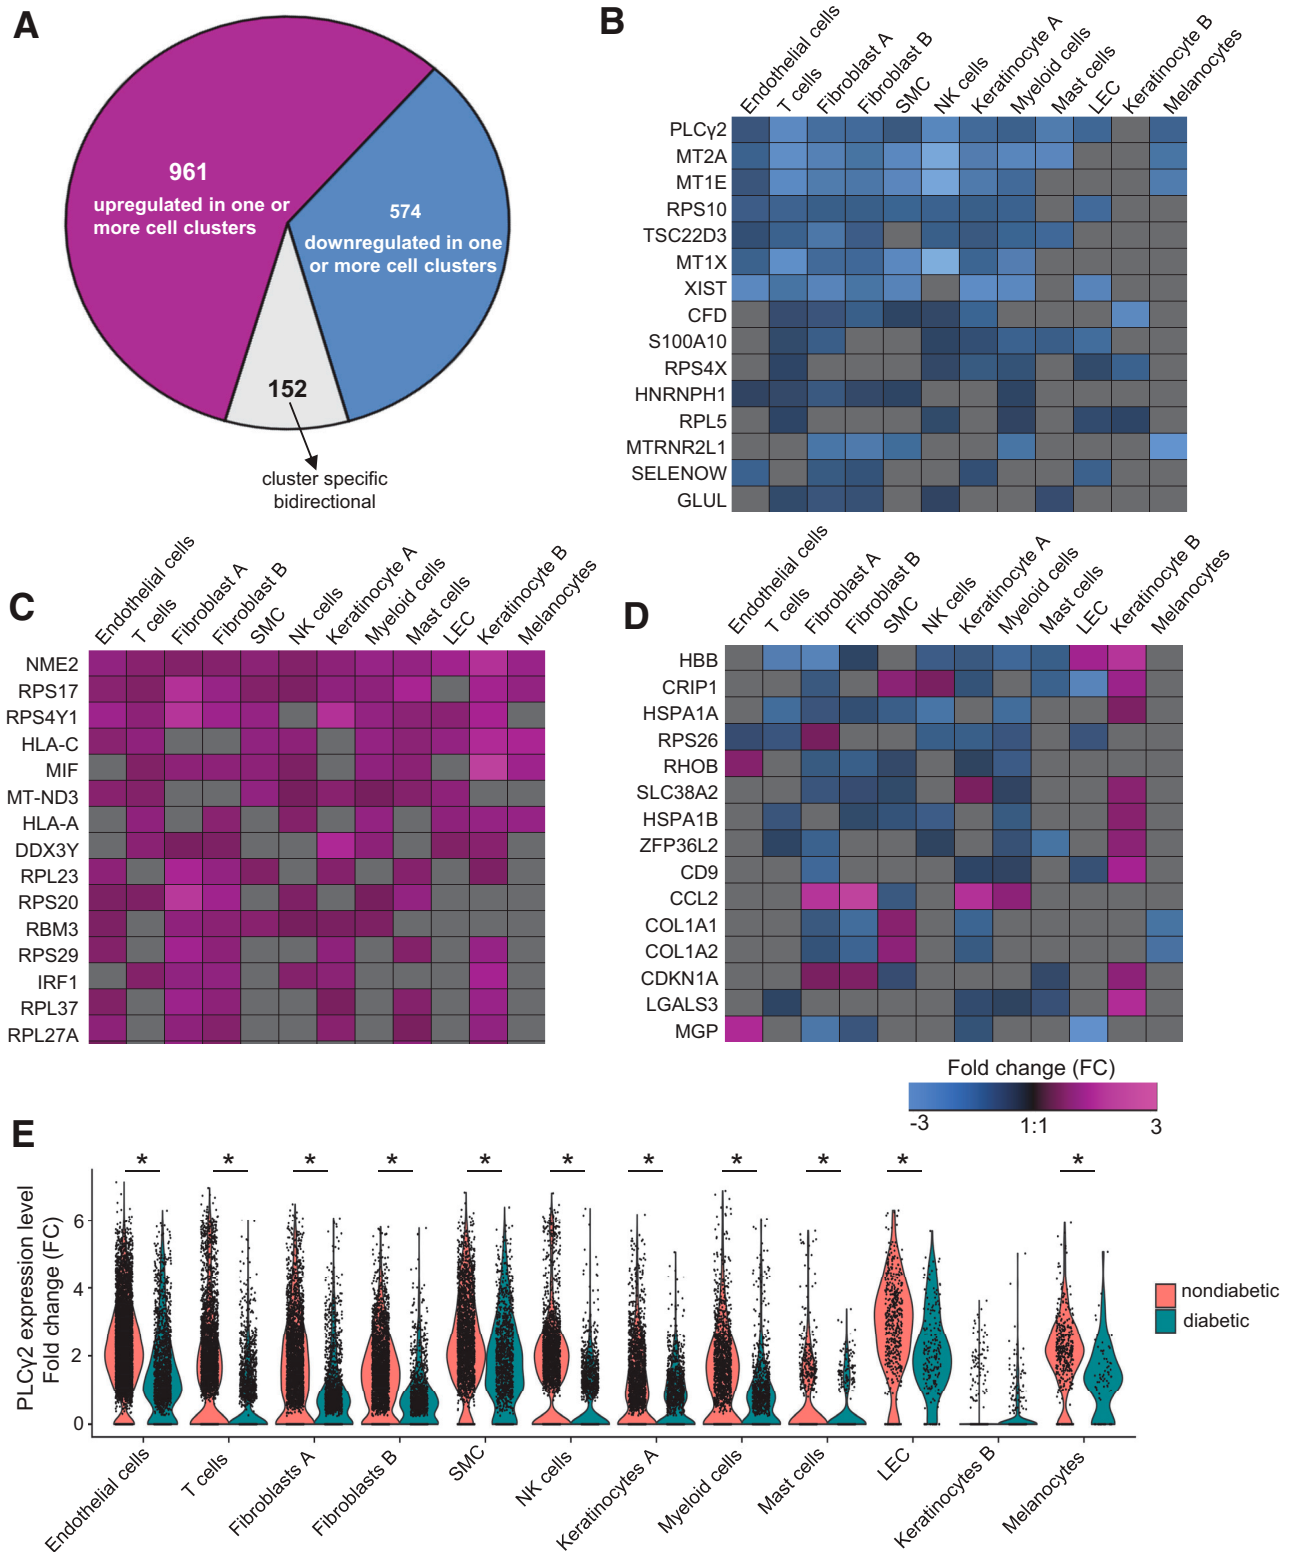 A
961
upregulated in one or
more cell clusters
574
downregulated in one
or more cell clusters
152
cluster specific
bidirectional
B
Endothelial cells
T cells
Fibroblast A
Fibroblast B
SMC
NK cells
Keratinocyte A
Myeloid cells
Mast cells
LEC
Keratinocyte B
Melanocytes
PLCγ2
MT2A
MT1E
RPS10
TSC22D3
MT1X
XIST
CFD
S100A10
RPS4X
HNRNPH1
RPL5
MTRNR2L1
SELENOW
GLUL
C
Endothelial cells
T cells
Fibroblast A
Fibroblast B
SMC
NK cells
Keratinocyte A
Myeloid cells
Mast cells
LEC
Keratinocyte B
Melanocytes
NME2
RPS17
RPS4Y1
HLA-C
MIF
MT-ND3
HLA-A
DDX3Y
RPL23
RPS20
RBM3
RPS29
IRF1
RPL37
RPL27A
D
Endothelial cells
T cells
Fibroblast A
Fibroblast B
SMC
NK cells
Keratinocyte A
Myeloid cells
Mast cells
LEC
Keratinocyte B
Melanocytes
HBB
CRIP1
HSPA1A
RPS26
RHOB
SLC38A2
HSPA1B
ZFP36L2
CD9
CCL2
COL1A1
COL1A2
CDKN1A
LGALS3
MGP
Fold change (FC)
-3 1:1 3
E
PLCγ2 expression level
Fold change (FC)
* * * * * * * * * * *
6
4
2
0
Endothelial cells
T cells
Fibroblasts A
Fibroblasts B
SMC
NK cells
Keratinocytes A
Myeloid cells
Mast cells
LEC
Keratinocytes B
Melanocytes
nondiabetic
diabetic